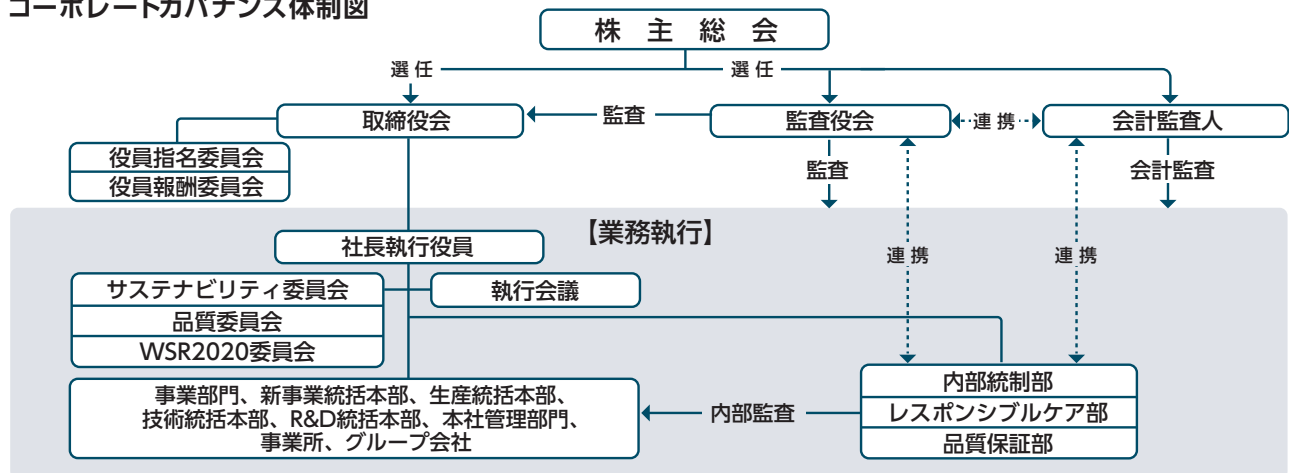 コーポレートガバナンス体制図
株主総会
選任
選任
取締役会
監査
監査役会
連携
会計監査人
役員指名委員会
役員報酬委員会
監査
会計監査
【業務執行】
社長執行役員
連携
連携
サステナビリティ委員会
執行会議
品質委員会
WSR2020委員会
内部統制部
レスポンシブルケア部
品質保証部
内部監査
事業部門、新事業統括本部、生産統括本部、
技術統括本部、R&D統括本部、本社管理部門、
事業所、グループ会社